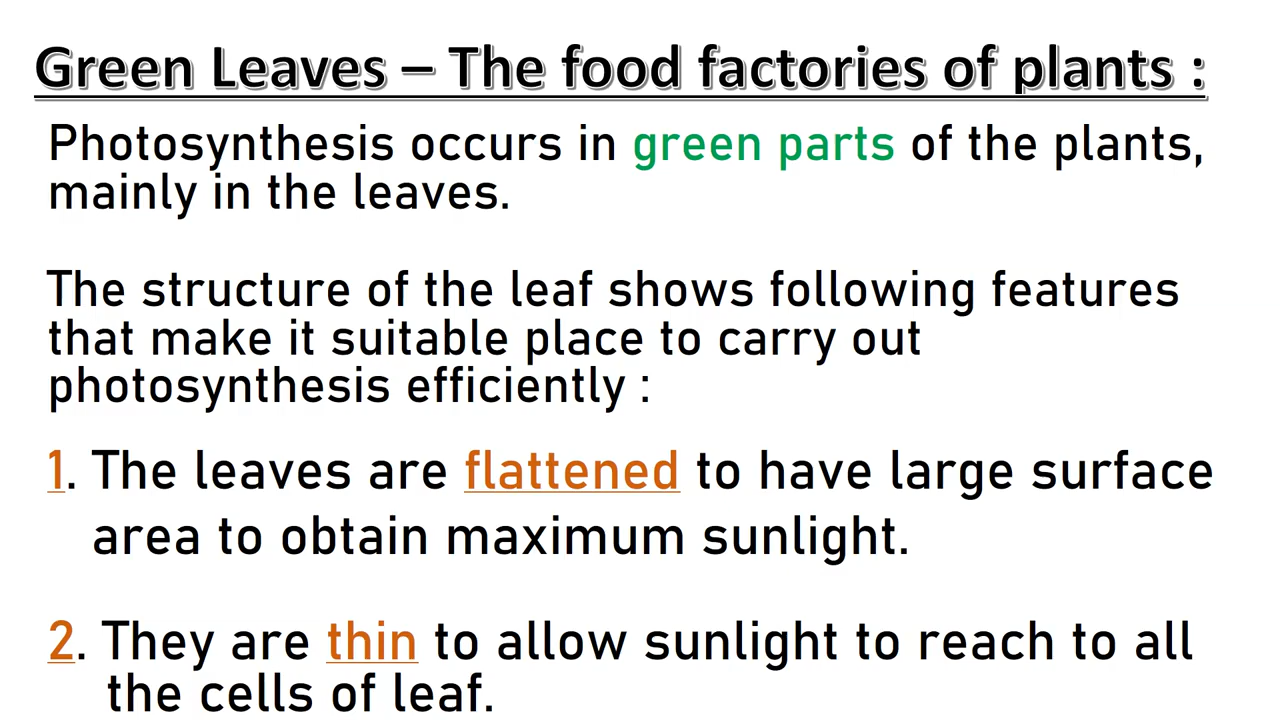 Green Leaves – The food factories of plants :
Photosynthesis occurs in green parts of the plants,
mainly in the leaves.
The structure of the leaf shows following features
that make it suitable place to carry out
photosynthesis efficiently :
1. The leaves are flattened to have large surface
area to obtain maximum sunlight.
2. They are thin to allow sunlight to reach to all
the cells of leaf.